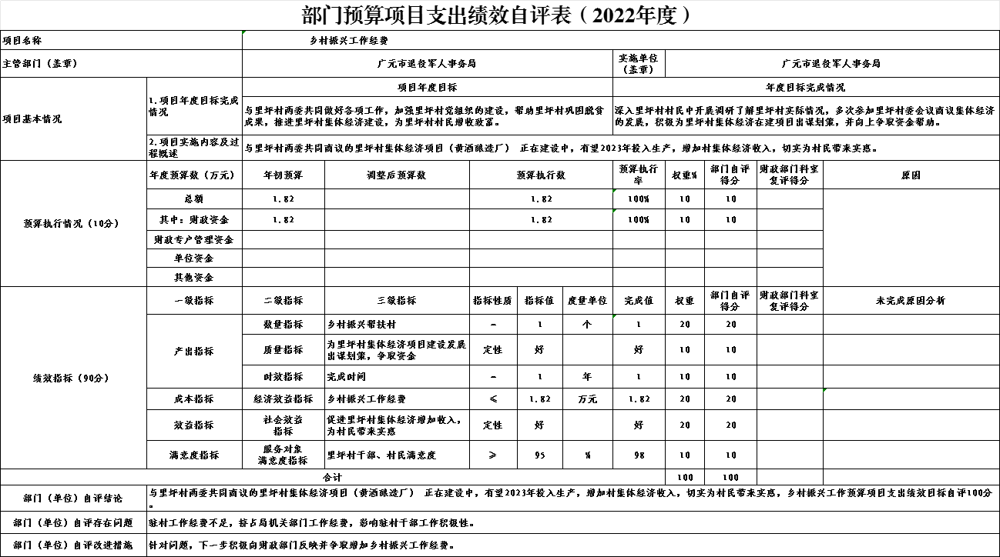 部门预算项目支出绩效自评表（2022年度）
项目名称 乡村振兴工作经费
主管部门（盖章） 广元市退役军人事务局 实施单位（盖章） 广元市退役军人事务局
项目基本情况
1.项目年度目标完成情况
项目年度目标 年度目标完成情况
与里坪村两委共同做好各项工作，加强里坪村党组织的建设，帮助里坪村巩固脱贫
成果，推进里坪村集体经济建设，为里坪村村民增收致富。
深入里坪村村民中开展调研了解里坪村实际情况，多次参加里坪村委会议商议集体经济
的发展，积极为里坪村集体经济在建项目出谋划策，并向上争取资金帮助。
2.项目实施内容及过程概述
与里坪村两委共同商议的里坪村集体经济项目（黄酒酿造厂） 正在建设中，有望2023年投入生产，增加村集体经济收入，切实为村民带来实惠。
预算执行情况（10分）
年度预算数（万元） 年初预算 调整后预算数 预算执行数 预算执行率 权重% 部门自评得分 财政部门科室复评得分 原因
总额 1.82 1.82 100% 10 10
其中：财政资金 1.82 1.82 100% 10 10
财政专户管理资金
单位资金
其他资金
绩效指标（90分）
一级指标 二级指标 三级指标 指标性质 指标值 度量单位 完成值 权重 部门自评得分 财政部门科室复评得分 未完成原因分析
产出指标
数量指标 乡村振兴帮扶村 － 1 个 1 20 20
质量指标 为里坪村集体经济项目建设发展出谋划策，争取资金 定性 好 好 10 10
时效指标 完成时间 － 1 年 1 10 10
成本指标 经济效益指标 乡村振兴工作经费 ≤ 1.82 万元 1.82 20 20
效益指标 社会效益指标 促进里坪村集体经济增加收入，为村民带来实惠 定性 好 好 20 20
满意度指标 服务对象满意度指标 里坪村干部、村民满意度 ≥ 95 % 98 10 10
合计 100 100
部门（单位）自评结论
与里坪村两委共同商议的里坪村集体经济项目（黄酒酿造厂） 正在建设中，有望2023年投入生产，增加村集体经济收入，切实为村民带来实惠，乡村振兴工作预算项目支出绩效目标自评100分
。
部门（单位）自评存在问题 驻村工作经费不足，挤占局机关部门工作经费，影响驻村干部工作积极性。
部门（单位）自评改进措施 针对问题，下一步积极向财政部门反映并争取增加乡村振兴工作经费。